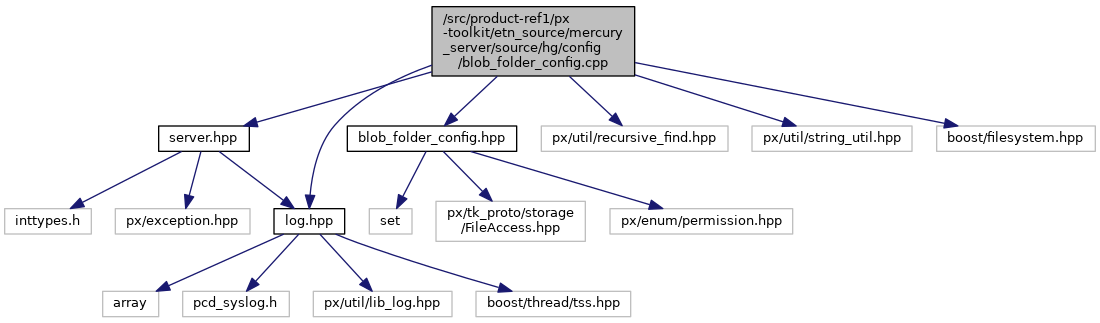 /src/product-ref1/px
-toolkit/etn_source/mercury
_server/source/hg/config
/blob_folder_config.cpp
server.hpp
blob_folder_config.hpp
px/util/recursive_find.hpp
px/util/string_util.hpp
boost/filesystem.hpp
inttypes.h
px/exception.hpp
log.hpp
set
px/tk_proto/storage
/FileAccess.hpp
px/enum/permission.hpp
array
pcd_syslog.h
px/util/lib_log.hpp
boost/thread/tss.hpp